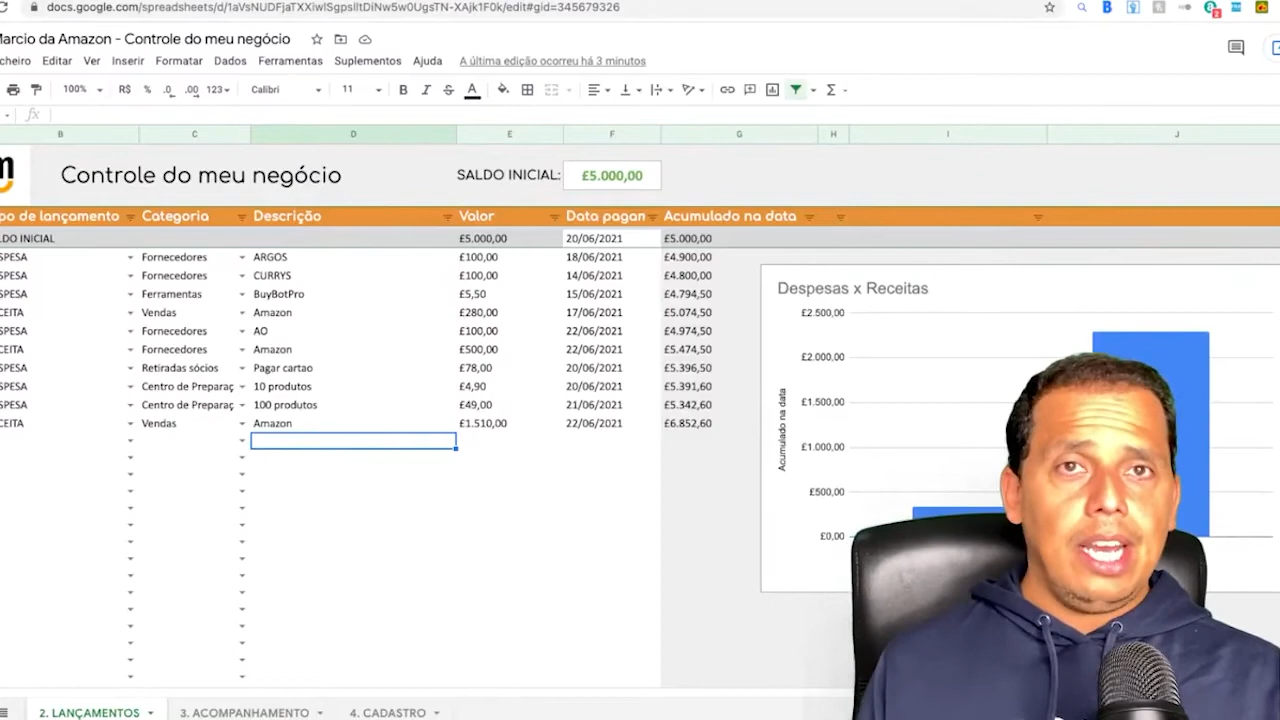 docs.google.com/spreadsheets/d/1aVsNUDFjaTXXiwlSgpsIltDiNw5w0UgsTN-XAjk1F0k/edit#gid=345679326
Marcio da Amazon - Controle do meu negócio
cheiro Editar Ver Inserir Formatar Dados Ferramentas Suplementos Ajuda A última edição ocorreu há 3 minutos
100% R$ % .0 .00 123 Calibri 11 B I S A Σ
fx
B C D E F G H I J
m Controle do meu negócio SALDO INICIAL: £5.000,00
po de lançamento Categoria Descrição Valor Data pagan Acumulado na data
LDO INICIAL £5.000,00 20/06/2021 £5.000,00
SPESA Fornecedores ARGOS £100,00 18/06/2021 £4.900,00
SPESA Fornecedores CURRYS £100,00 14/06/2021 £4.800,00
SPESA Ferramentas BuyBotPro £5,50 15/06/2021 £4.794,50
CEITA Vendas Amazon £280,00 17/06/2021 £5.074,50
SPESA Fornecedores AO £100,00 22/06/2021 £4.974,50
CEITA Fornecedores Amazon £500,00 22/06/2021 £5.474,50
SPESA Retiradas sócios Pagar cartao £78,00 20/06/2021 £5.396,50
SPESA Centro de Preparaç 10 produtos £4,90 20/06/2021 £5.391,60
SPESA Centro de Preparaç 100 produtos £49,00 21/06/2021 £5.342,60
CEITA Vendas Amazon £1.510,00 22/06/2021 £6.852,60
Despesas x Receitas
£2.500,00
£2.000,00
£1.500,00
£1.000,00
£500,00
£0,00
Acumulado na data
2. LANÇAMENTOS 3. ACOMPANHAMENTO 4. CADASTRO